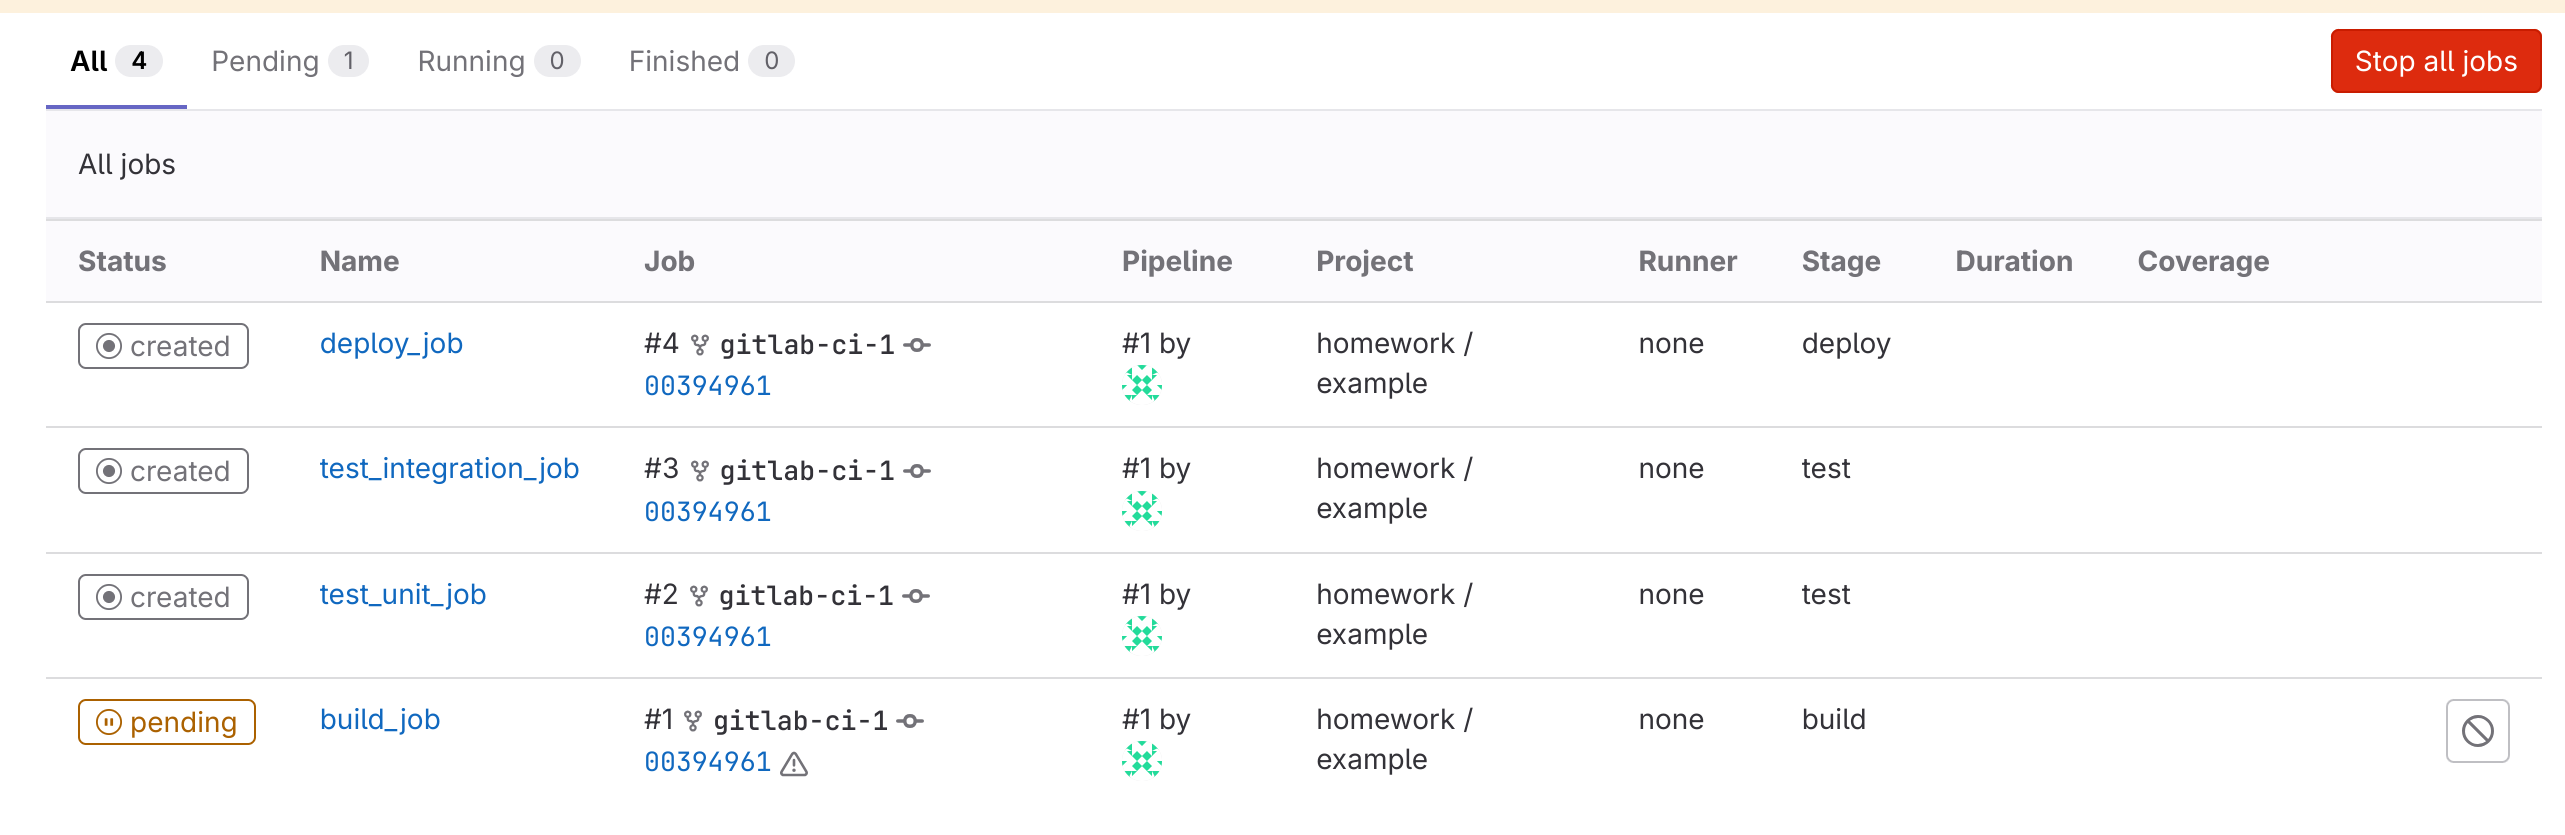 All 4 Pending 1 Running 0 Finished 0 Stop all jobs
All jobs
Status Name Job Pipeline Project Runner Stage Duration Coverage
created deploy_job #4 gitlab-ci-1 #1 by homework / none deploy
00394961 example
created test_integration_job #3 gitlab-ci-1 #1 by homework / none test
00394961 example
created test_unit_job #2 gitlab-ci-1 #1 by homework / none test
00394961 example
pending build_job #1 gitlab-ci-1 #1 by homework / none build
00394961 example